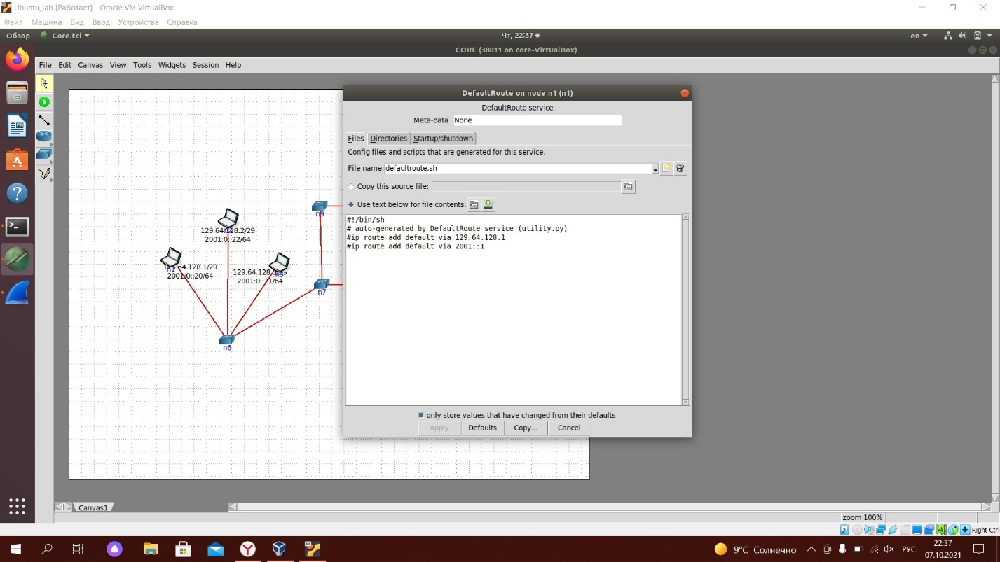 Ubuntu_lab [Работает] - Oracle VM VirtualBox
Файл Машина Вид Ввод Устройства Справка
Обзор Core.tcl Чт, 22:37 en
CORE (38811 on core-VirtualBox)
File Edit Canvas View Tools Widgets Session Help
DefaultRoute on node n1 (n1)
DefaultRoute service
Meta-data None
Files Directories Startup/shutdown
Config files and scripts that are generated for this service.
File name: defaultroute.sh
Copy this source file:
Use text below for file contents:
#!/bin/sh
# auto-generated by DefaultRoute service (utility.py)
#ip route add default via 129.64.128.1
#ip route add default via 2001::1
n9
129.64.128.2/29
2001:0::22/64
n1
.64.128.1/29
2001:0::20/64
129.64.128.
2001:0::21/64
n7
n6
only store values that have changed from their defaults
Apply Defaults Copy... Cancel
Canvas1
zoom 100%
Right Ctrl
9°C Солнечно РУС 22:37
07.10.2021